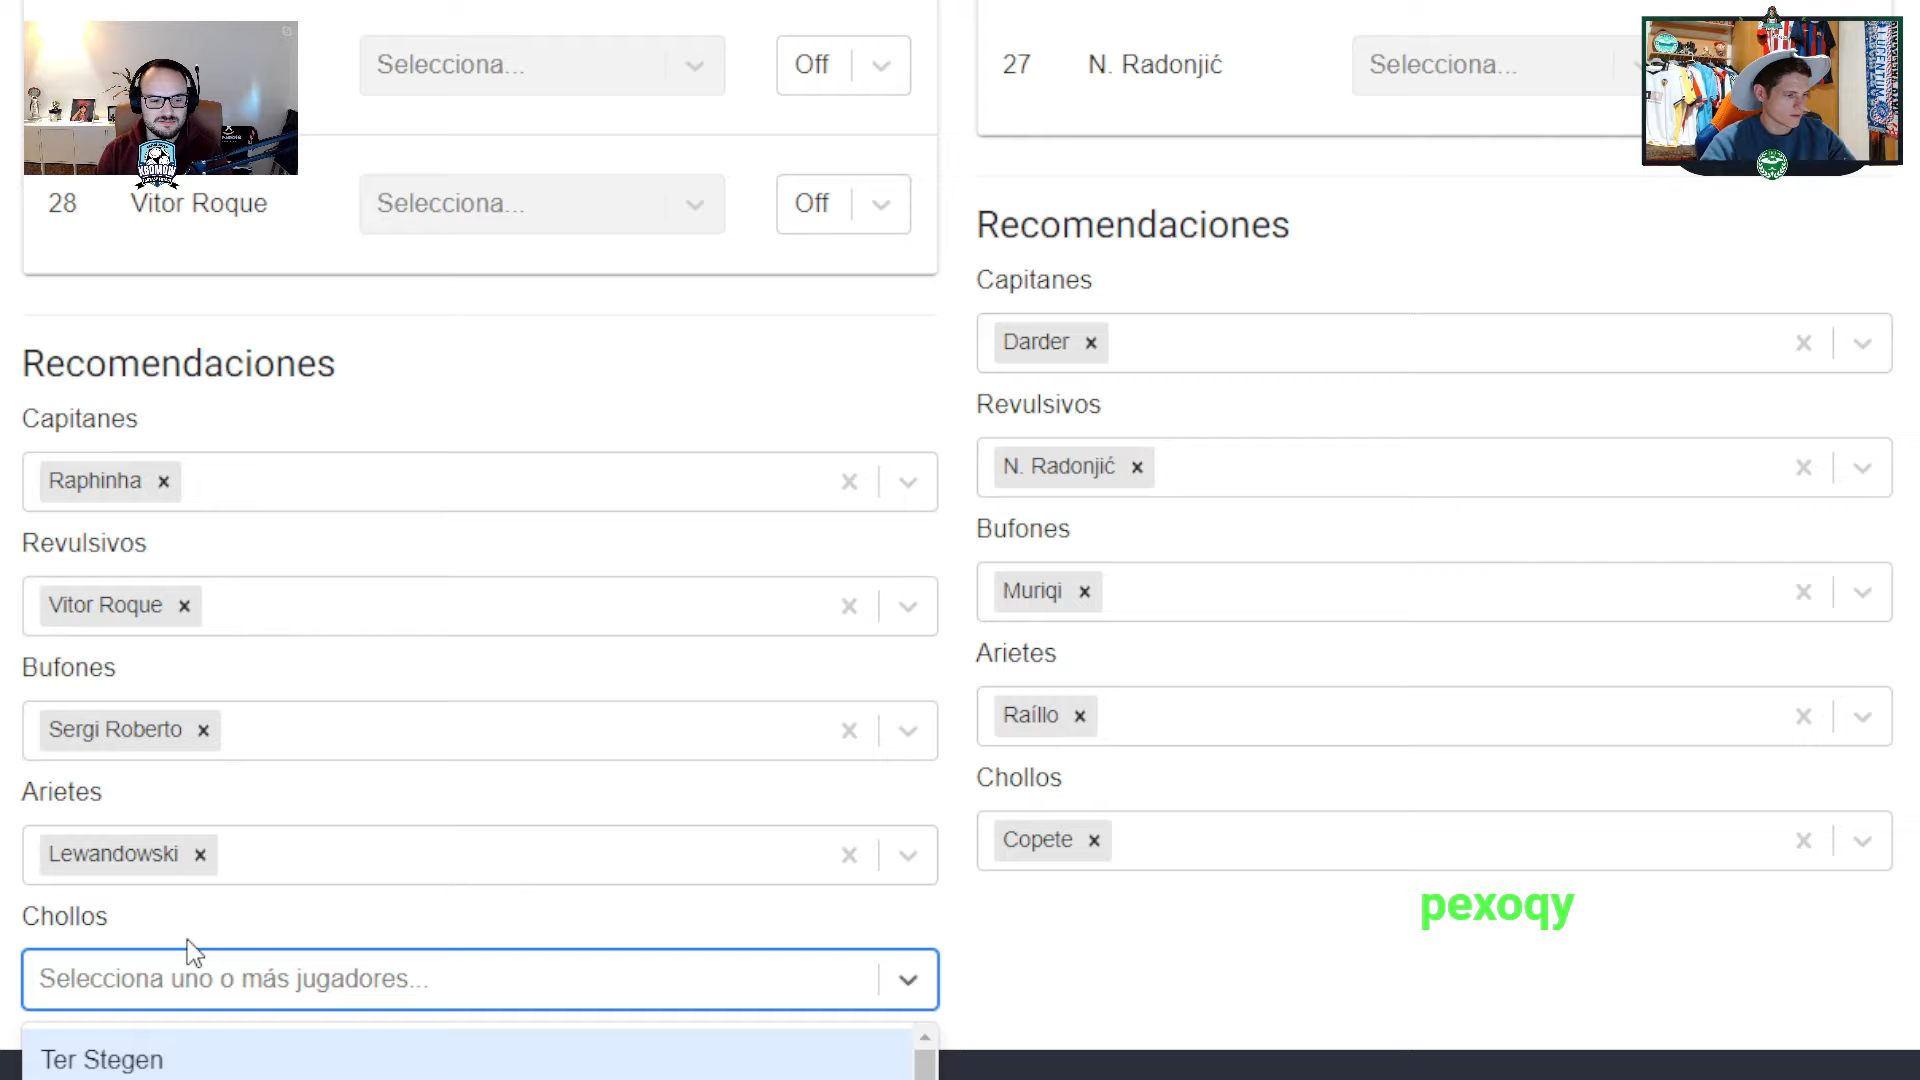 Selecciona...
Off
28
Vitor Roque
Selecciona...
Off
Recomendaciones
Capitanes
Raphinha ×
Revulsivos
Vitor Roque ×
Bufones
Sergi Roberto ×
Arietes
Lewandowski ×
Chollos
Selecciona uno o más jugadores...
Ter Stegen
27
N. Radonjić
Selecciona...
Recomendaciones
Capitanes
Darder ×
Revulsivos
N. Radonjić ×
Bufones
Muriqi ×
Arietes
Raíllo ×
Chollos
Copete ×
pexoqy